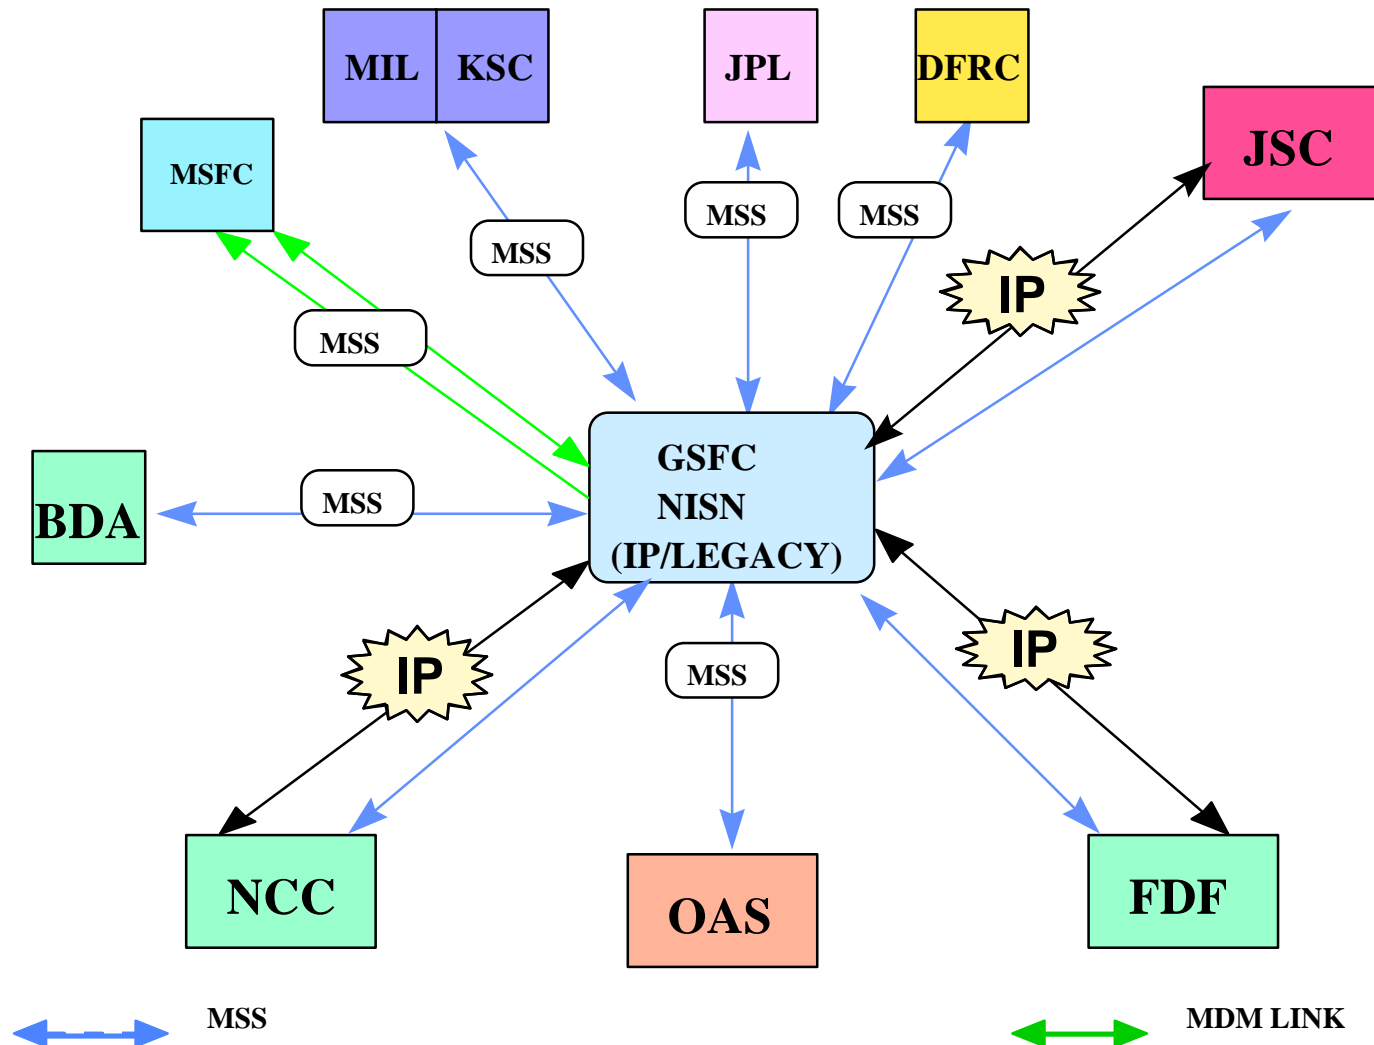 MIL KSC
JPL
DFRC
JSC
MSFC
MSS
MSS
MSS
IP
MSS
GSFC
NISN
(IP/LEGACY)
BDA
MSS
IP
MSS
IP
NCC
OAS
FDF
MSS
MDM LINK